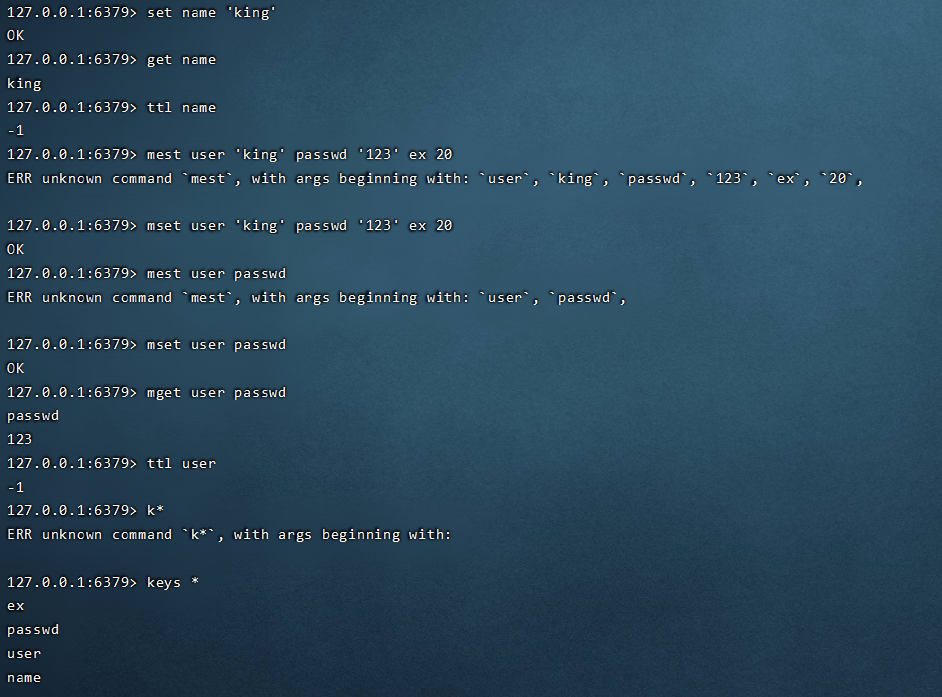 127.0.0.1:6379> set name 'king'
OK
127.0.0.1:6379> get name
king
127.0.0.1:6379> ttl name
-1
127.0.0.1:6379> mest user 'king' passwd '123' ex 20
ERR unknown command `mest`, with args beginning with: `user`, `king`, `passwd`, `123`, `ex`, `20`,
127.0.0.1:6379> mset user 'king' passwd '123' ex 20
OK
127.0.0.1:6379> mest user passwd
ERR unknown command `mest`, with args beginning with: `user`, `passwd`,
127.0.0.1:6379> mset user passwd
OK
127.0.0.1:6379> mget user passwd
passwd
123
127.0.0.1:6379> ttl user
-1
127.0.0.1:6379> k*
ERR unknown command `k*`, with args beginning with:
127.0.0.1:6379> keys *
ex
passwd
user
name